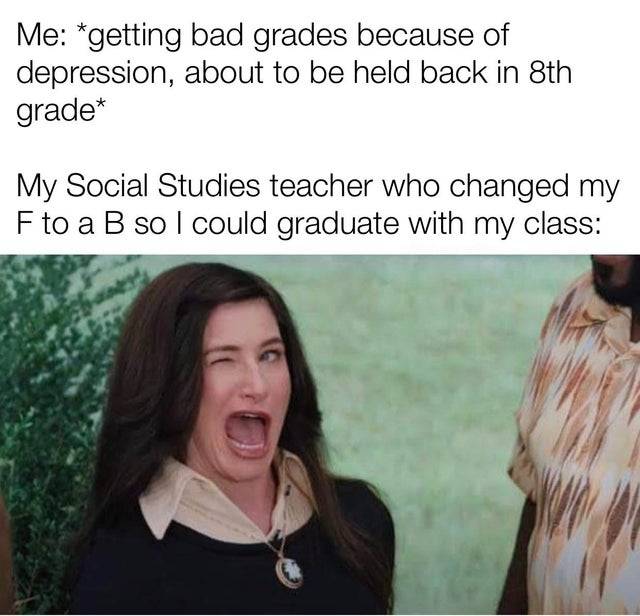 Me: *getting bad grades because of
depression, about to be held back in 8th
grade*
My Social Studies teacher who changed my
F to a B so I could graduate with my class: